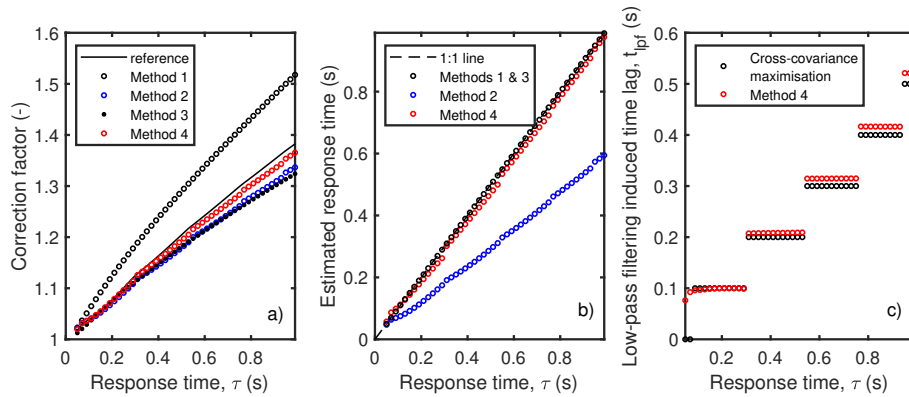 1.6
1.5
1.4
1.3
1.2
1.1
1
0
0.2
0.4
0.6
0.8
Correction factor (-)
Response time, τ (s)
reference
Method 1
Method 2
Method 3
Method 4
a)
0.8
0.6
0.4
0.2
0
0
0.2
0.4
0.6
0.8
Estimated response time (s)
Response time, τ (s)
1:1 line
Methods 1 & 3
Method 2
Method 4
b)
0.6
0.5
0.4
0.3
0.2
0.1
0
0
0.2
0.4
0.6
0.8
Low-pass filtering induced time lag, t_lpf (s)
Response time, τ (s)
Cross-covariance
maximisation
Method 4
c)